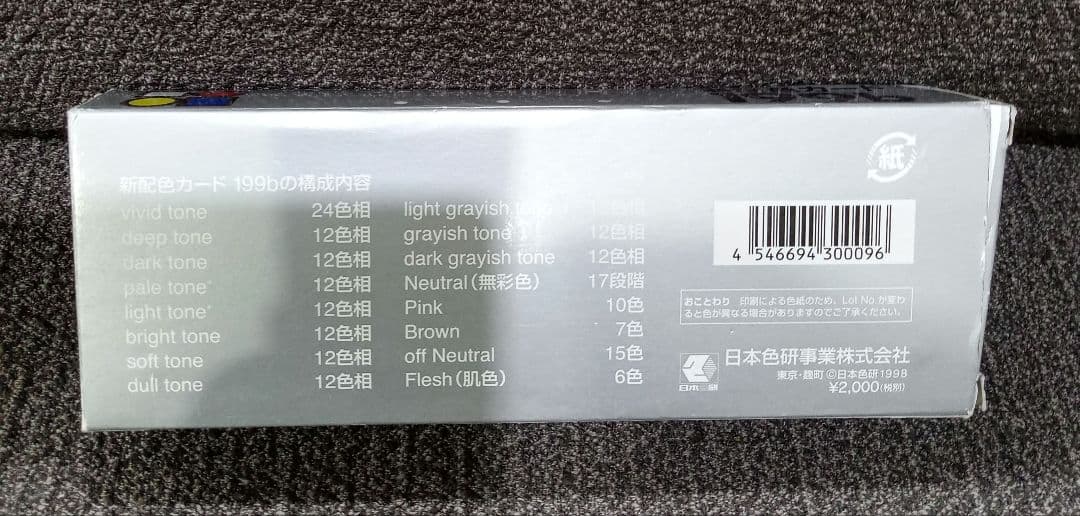 新配色カード 199bの構成内容
vivid tone 24色相
deep tone 12色相
dark tone 12色相
pale tone* 12色相
light tone* 12色相
bright tone 12色相
soft tone 12色相
dull tone 12色相
light grayish tone 12色相
grayish tone 12色相
dark grayish tone 12色相
Neutral(無彩色) 17段階
Pink 10色
Brown 7色
off Neutral 15色
Flesh(肌色) 6色
紙
4 546694 300096
おことわり 印刷による色紙のため、Lot No.が変わ
ると色が異なる場合がありますのでご了承ください。
日本色研
日本色研事業株式会社
東京・麹町 ©日本色研1998
¥2,000(税別)